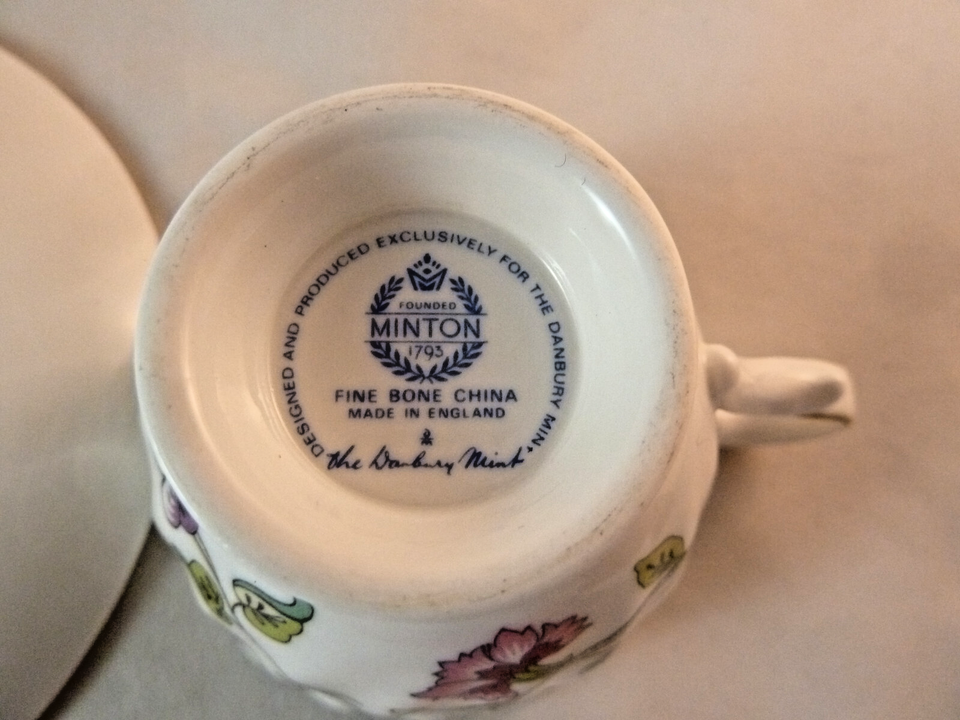 DESIGNED AND PRODUCED EXCLUSIVELY FOR THE DANBURY MIN
FOUNDED
MINTON
1793
FINE BONE CHINA
MADE IN ENGLAND
The Danbury Mint